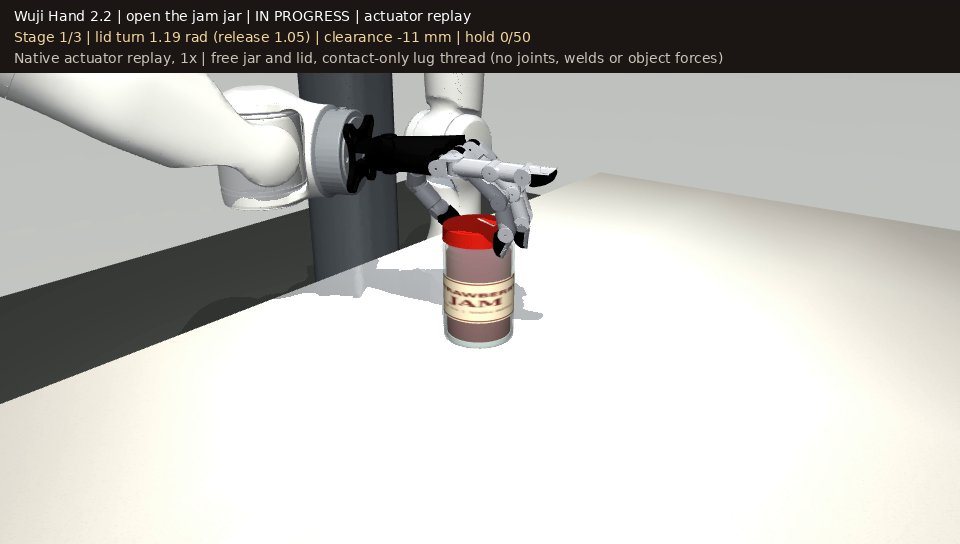 Wuji Hand 2.2 | open the jam jar | IN PROGRESS | actuator replay
Stage 1/3 | lid turn 1.19 rad (release 1.05) | clearance -11 mm | hold 0/50
Native actuator replay, 1x | free jar and lid, contact-only lug thread (no joints, welds or object forces)
JAM